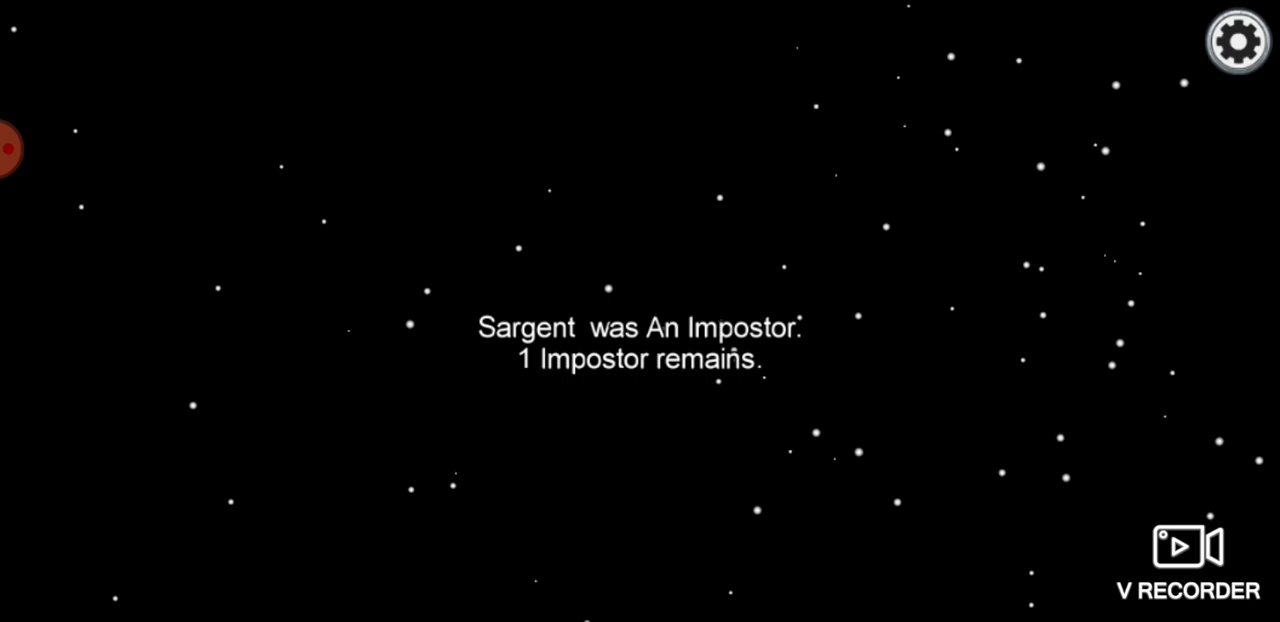 Sargent  was An Impostor.
1 Impostor remains.
V RECORDER